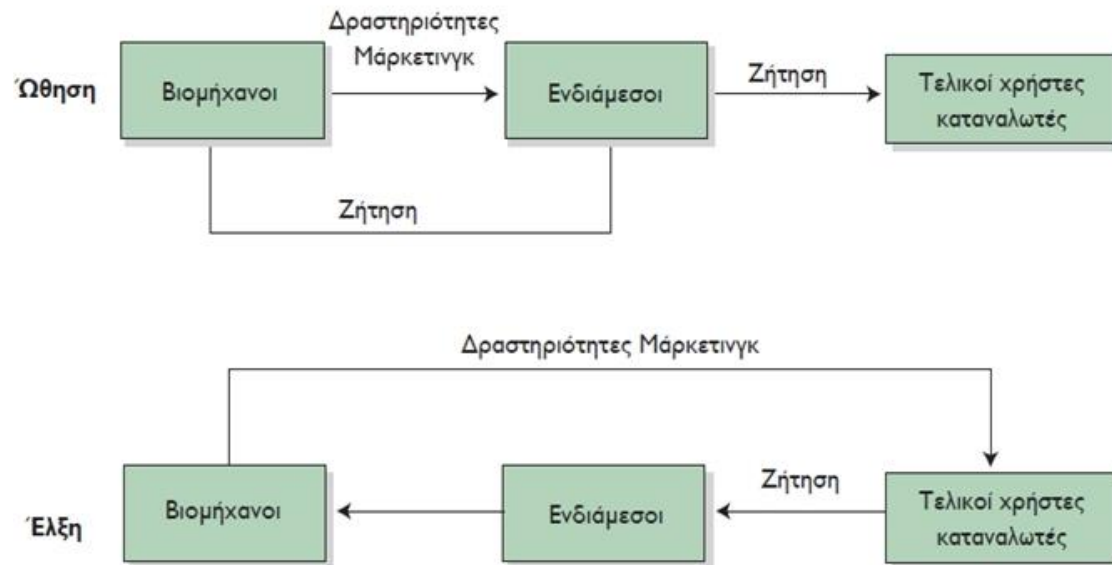 Δραστηριότητες
Μάρκετινγκ
Ώθηση
Βιομήχανοι
Ενδιάμεσοι
Ζήτηση
Τελικοί χρήστες
καταναλωτές
Ζήτηση
Δραστηριότητες Μάρκετινγκ
Έλξη
Βιομήχανοι
Ενδιάμεσοι
Ζήτηση
Τελικοί χρήστες
καταναλωτές